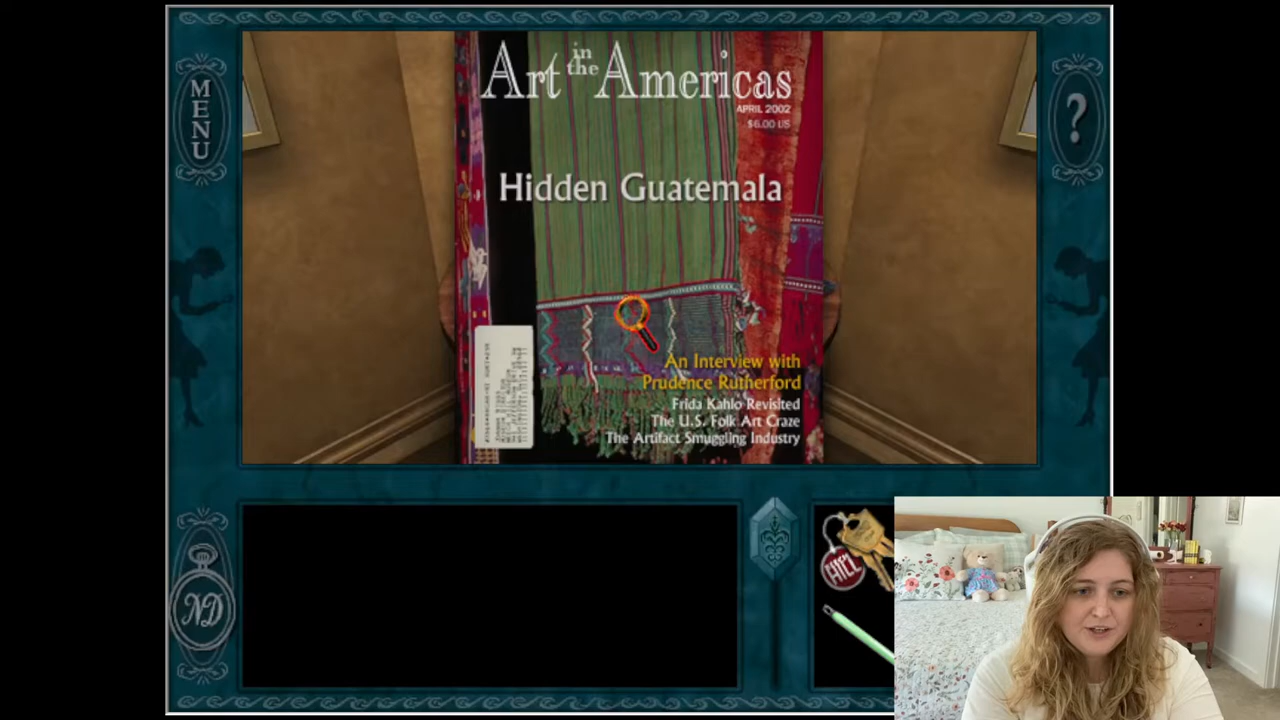 MENU
Art in the Americas
APRIL 2002
$6.00 US
?
Hidden Guatemala
An Interview with
Prudence Rutherford
Frida Kahlo Revisited
The U.S. Folk Art Craze
The Artifact Smuggling Industry
ND